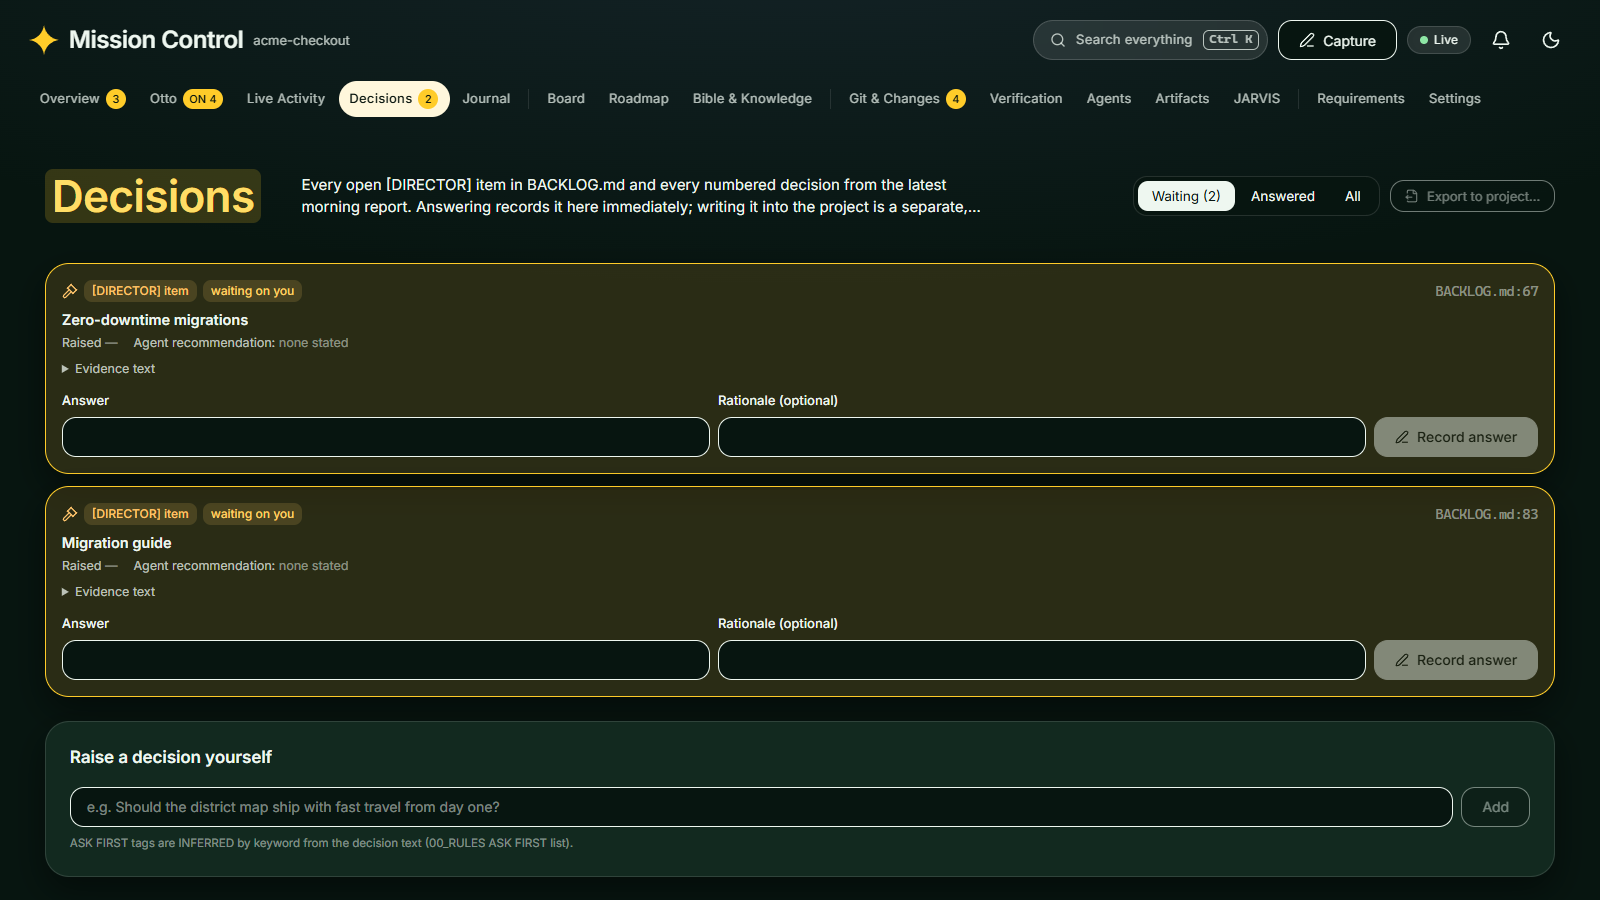 Mission Control acme-checkout
Search everything Ctrl K
Capture
Live
Overview 3
Otto ON 4
Live Activity
Decisions 2
Journal
Board
Roadmap
Bible & Knowledge
Git & Changes 4
Verification
Agents
Artifacts
JARVIS
Requirements
Settings
Decisions
Every open [DIRECTOR] item in BACKLOG.md and every numbered decision from the latest
morning report. Answering records it here immediately; writing it into the project is a separate,...
Waiting (2)
Answered
All
Export to project...
[DIRECTOR] item waiting on you BACKLOG.md:67
Zero-downtime migrations
Raised — Agent recommendation: none stated
Evidence text
Answer Rationale (optional)
Record answer
[DIRECTOR] item waiting on you BACKLOG.md:83
Migration guide
Raised — Agent recommendation: none stated
Evidence text
Answer Rationale (optional)
Record answer
Raise a decision yourself
e.g. Should the district map ship with fast travel from day one?
Add
ASK FIRST tags are INFERRED by keyword from the decision text (00_RULES ASK FIRST list).